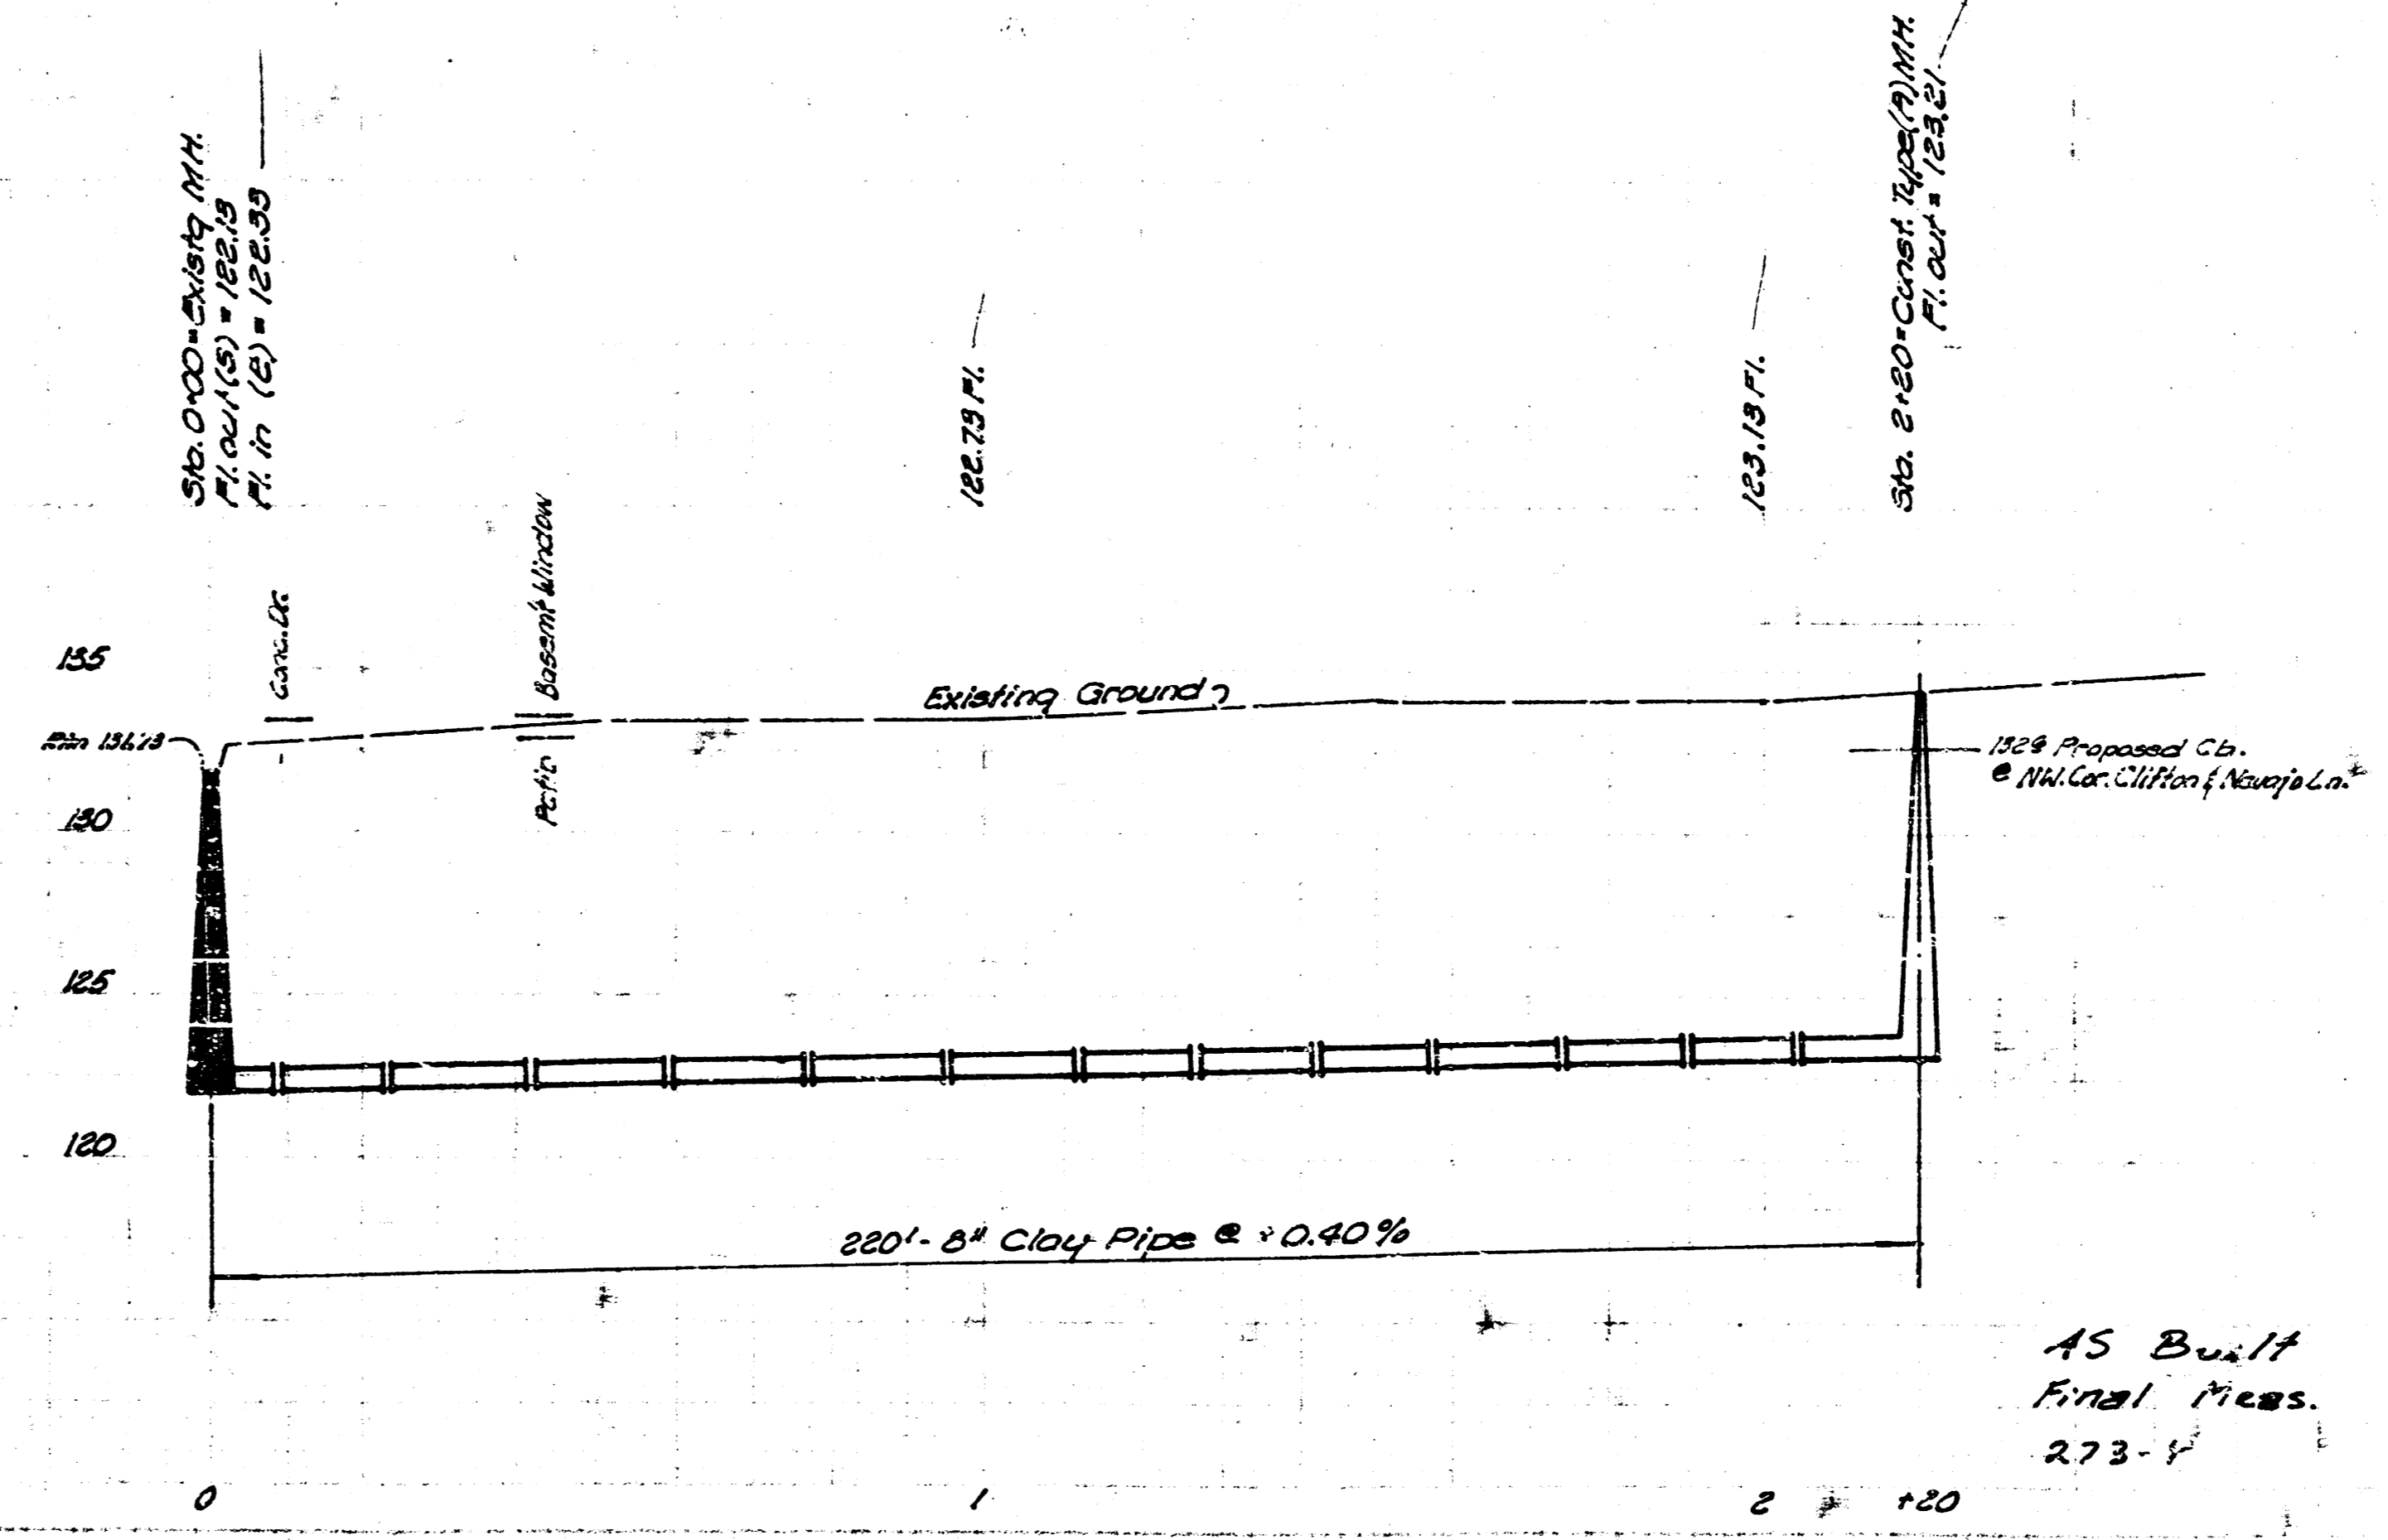 Sta. 0+00=Existg MH.
Fl. out (S) = 122.13
Fl. in (E) = 122.33
122.73 Fl.
123.13 Fl.
Sta. 2+20=Const. Type(A)MH.
Fl. out = 123.21
Conc. Dr.
Basem't Window
Patio
135
Existing Ground
Rim 131.73
132⁹ Proposed Cb.
@ NW. Cor. Clifton & Navajo Ln.
130
125
120
220'- 8" Clay Pipe @ +0.40%
AS Built
Final Meas.
0
1
2
+20